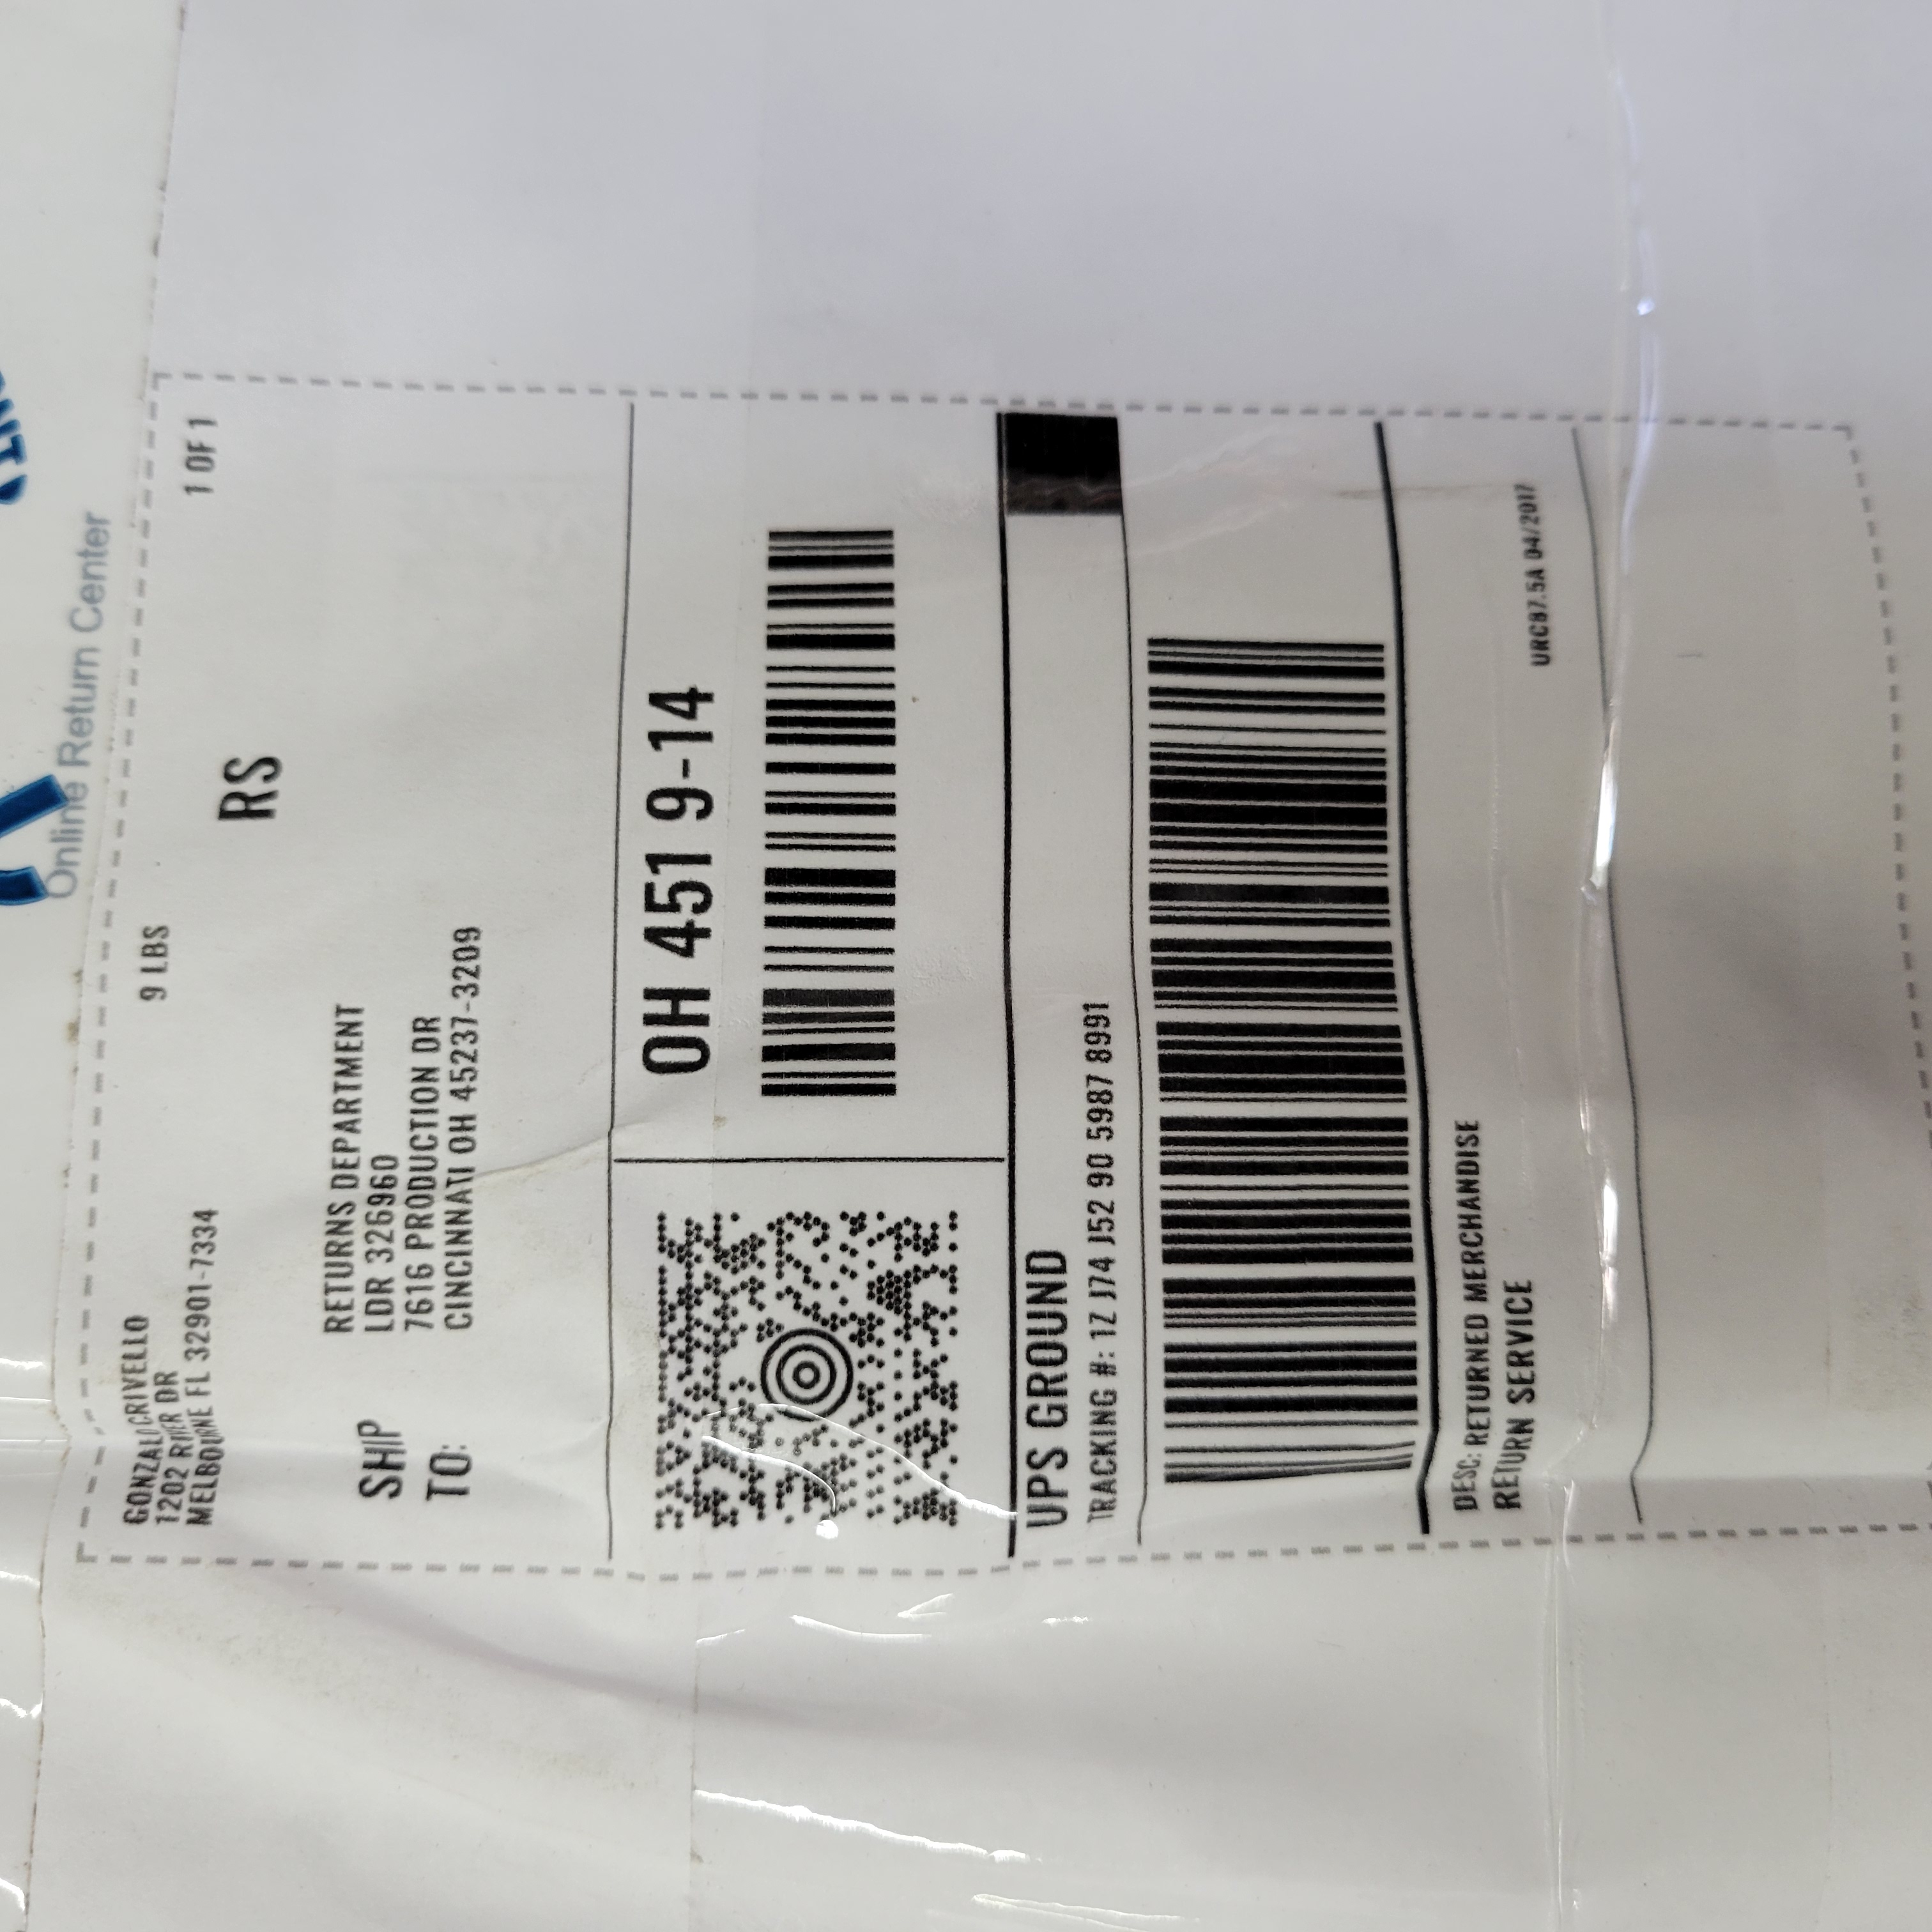 Online Return Center
GONZALO CRIVELLO
1202 RIVER DR
MELBOURNE FL 32901-7334
9 LBS
1 OF 1
RS
SHIP
TO:
RETURNS DEPARTMENT
LDR 326960
7616 PRODUCTION DR
CINCINNATI OH 45237-3209
OH 451 9-14
UPS GROUND
TRACKING #: 1Z J74 J52 90 5987 8991
DESC: RETURNED MERCHANDISE
RETURN SERVICE
URC87.5A 04/2017